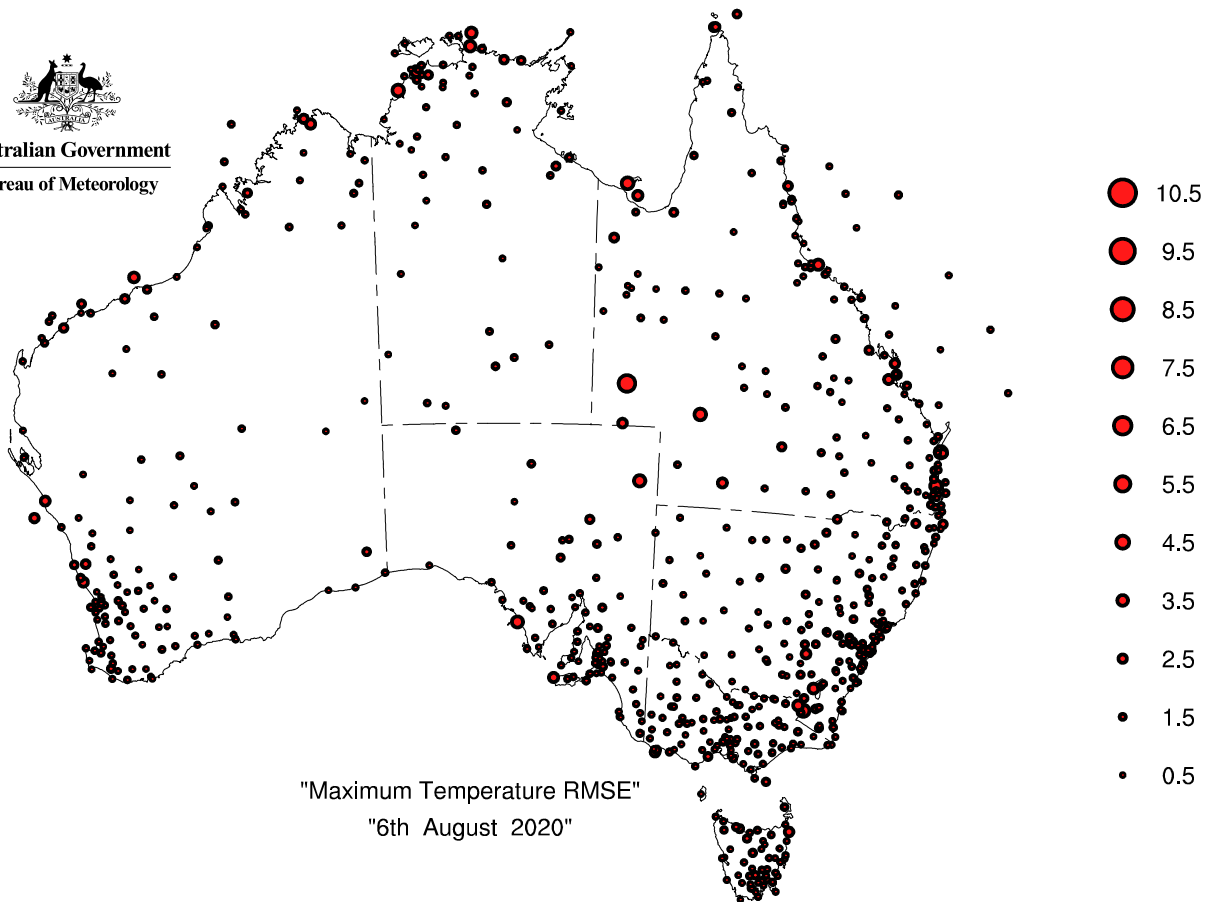 AUSTRALIA
tralian Government
reau of Meteorology
10.5
9.5
8.5
7.5
6.5
5.5
4.5
3.5
2.5
1.5
0.5
"Maximum Temperature RMSE"
"6th August 2020"